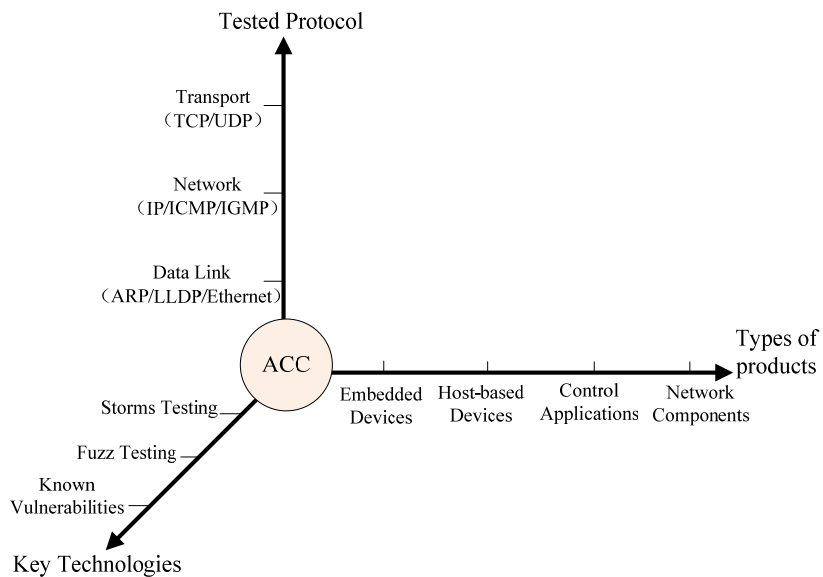 Tested Protocol
Transport
（TCP/UDP）
Network
（IP/ICMP/IGMP）
Data Link
（ARP/LLDP/Ethernet）
ACC
Types of
products
Embedded
Devices
Host-based
Devices
Control
Applications
Network
Components
Storms Testing
Fuzz Testing
Known
Vulnerabilities
Key Technologies